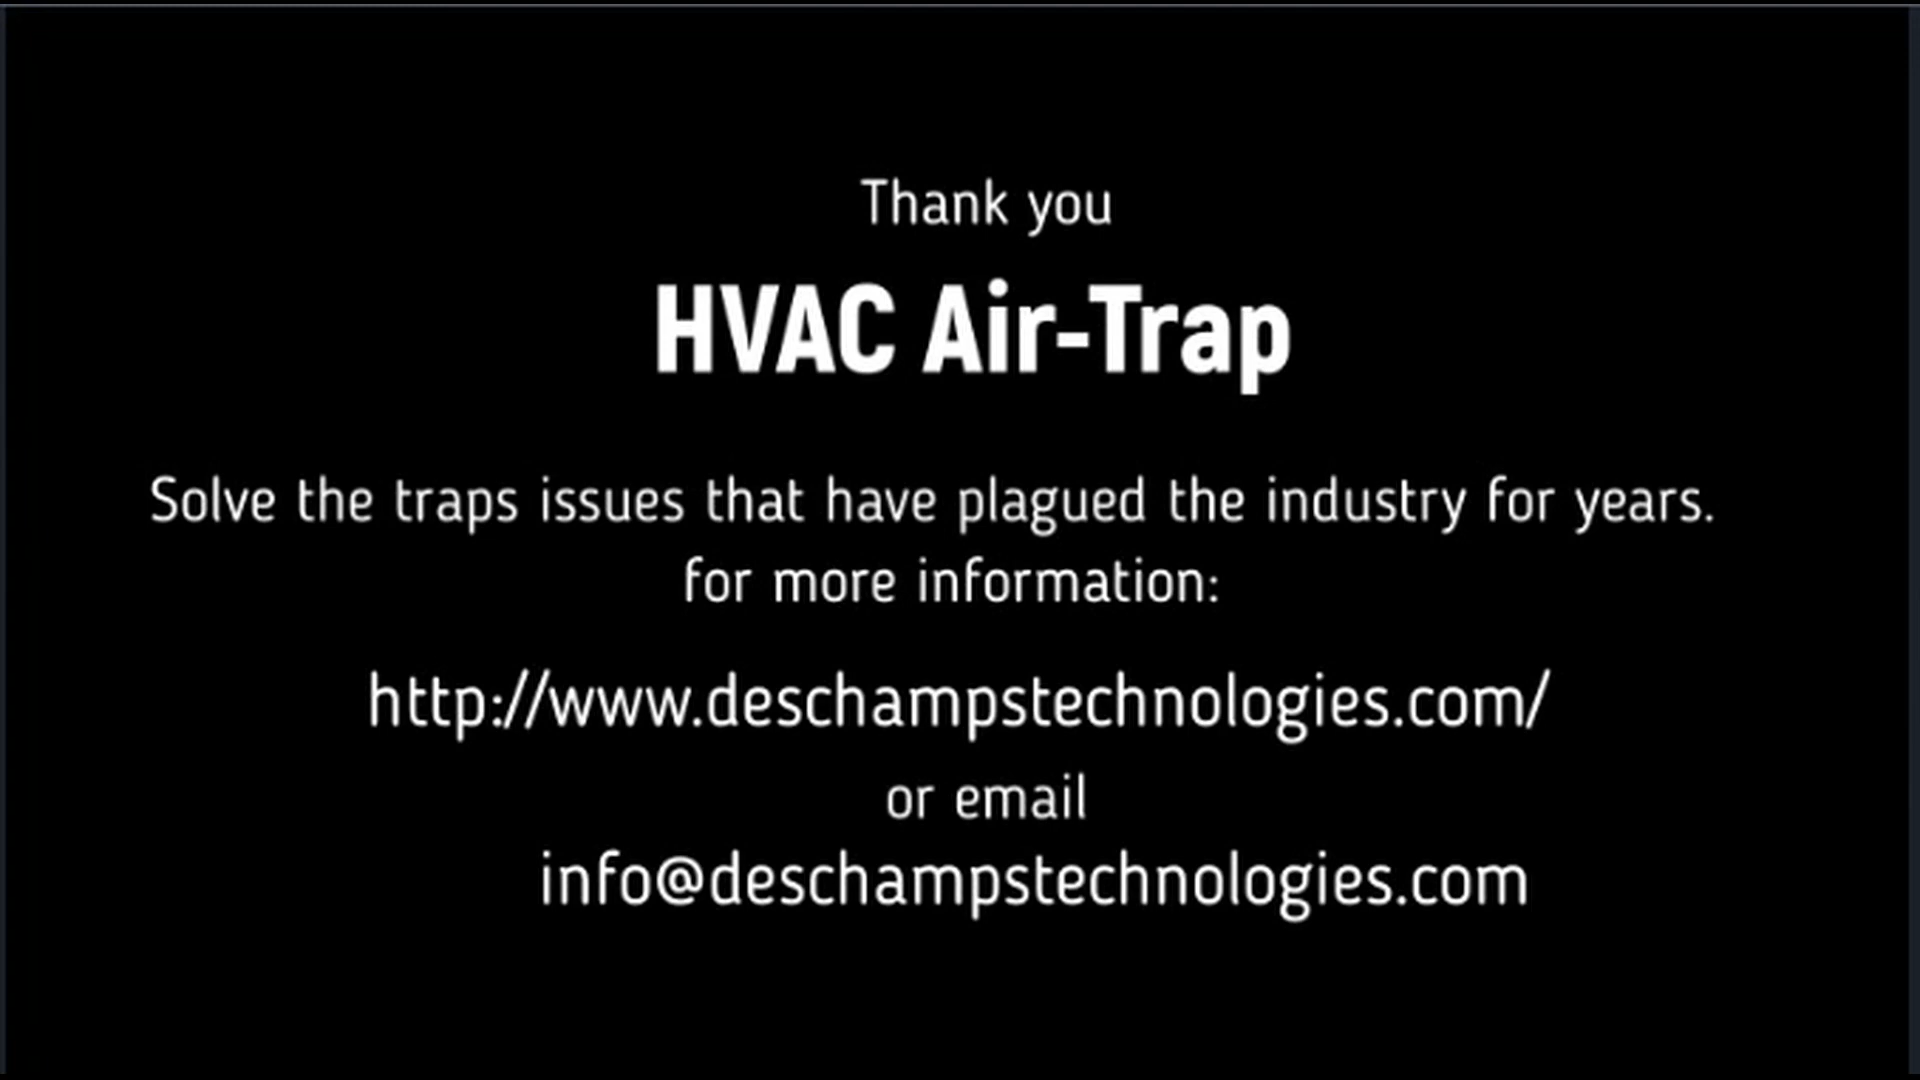 Thank you
HVAC Air-Trap
Solve the traps issues that have plagued the industry for years.
for more information:
http://www.deschampstechnologies.com/
or email
info@deschampstechnologies.com